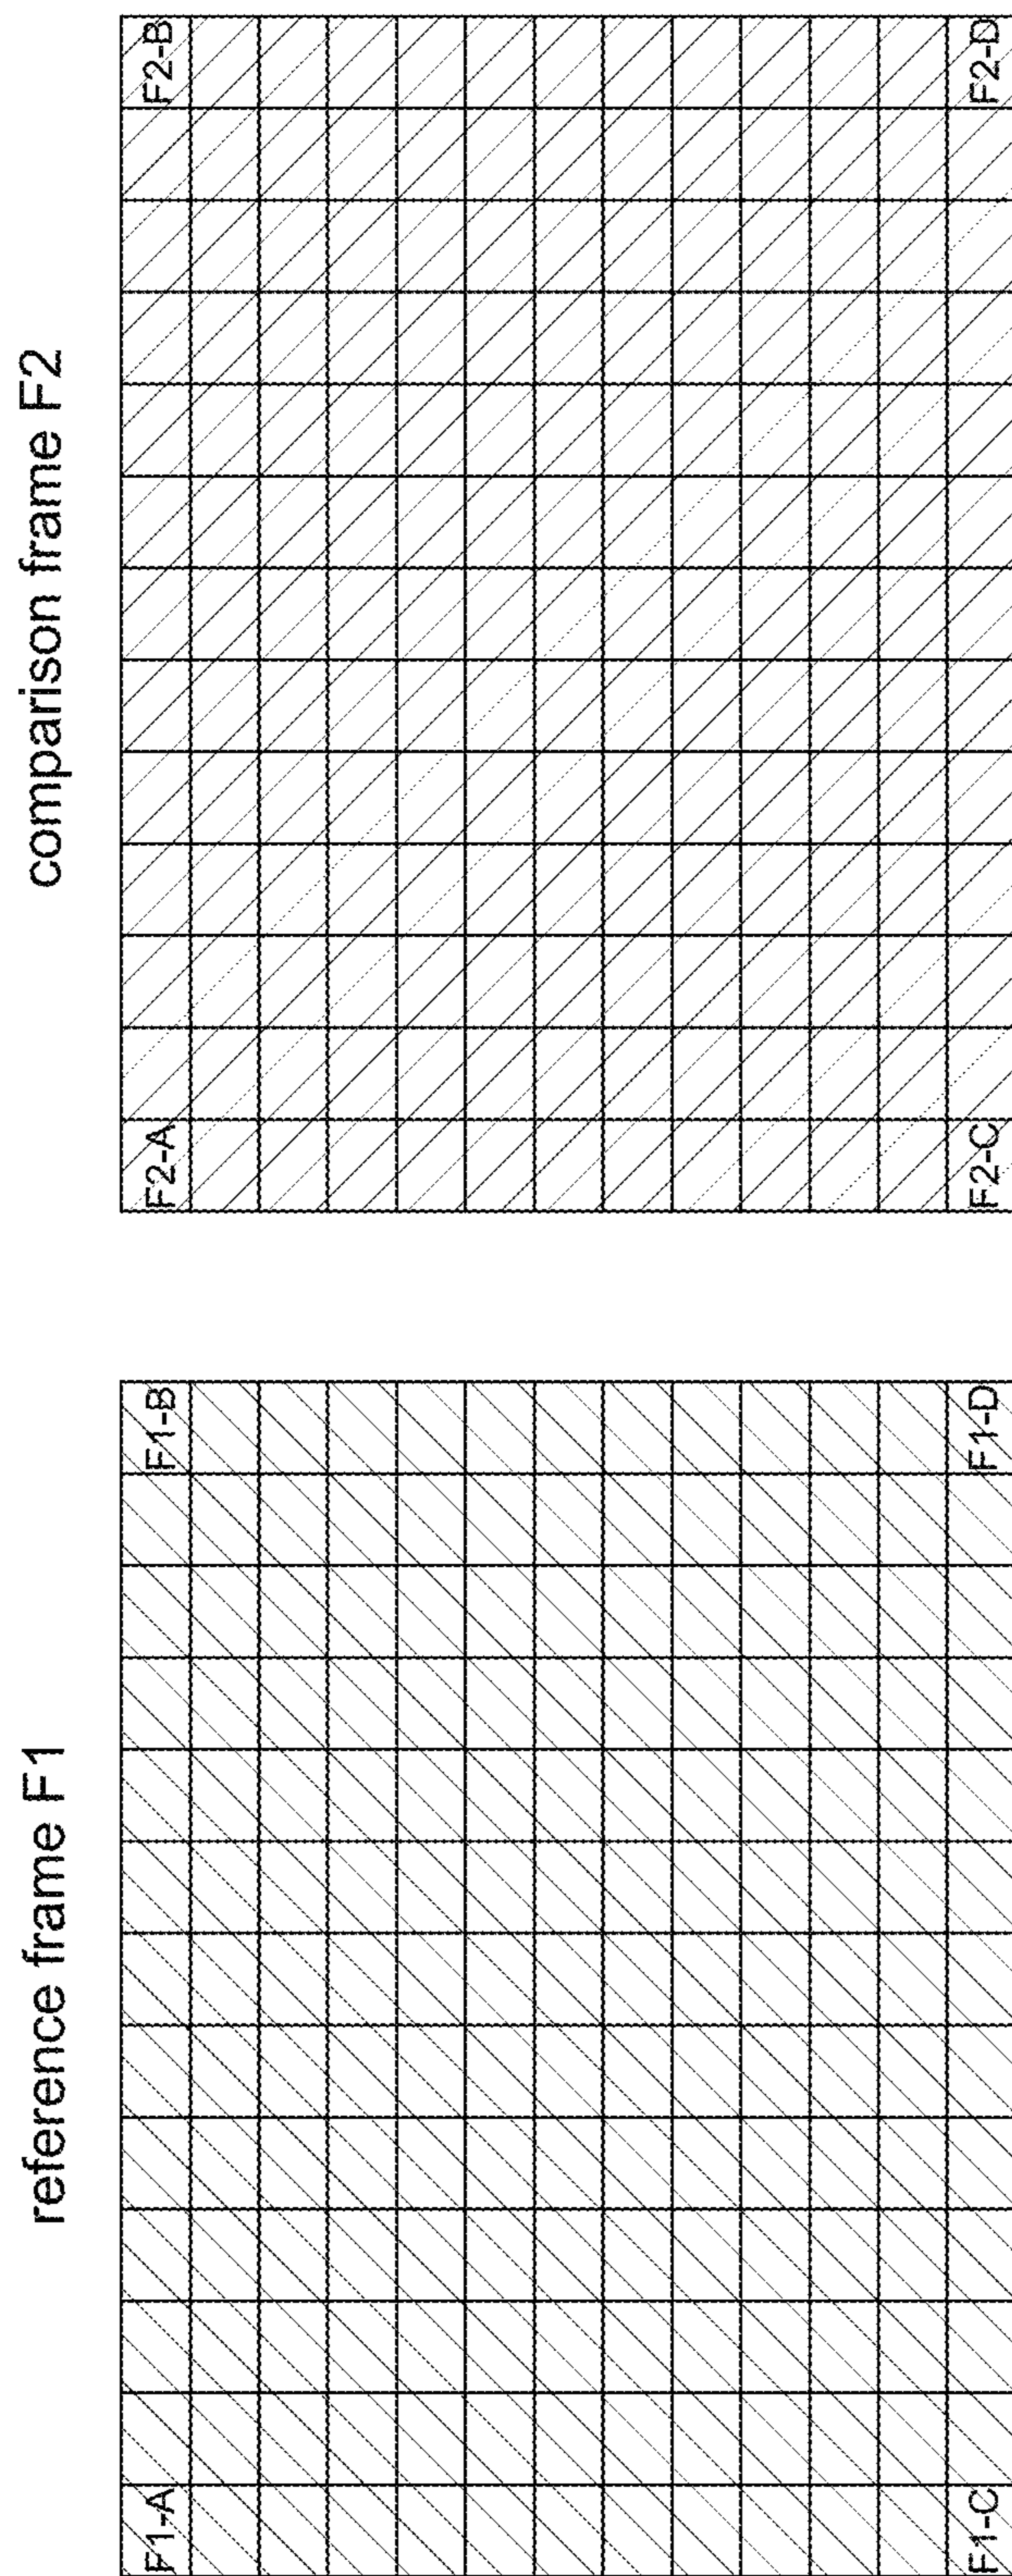 reference frame F1
F1-A
F1-B
F1-C
F1-D
comparison frame F2
F2-A
F2-B
F2-C
F2-D